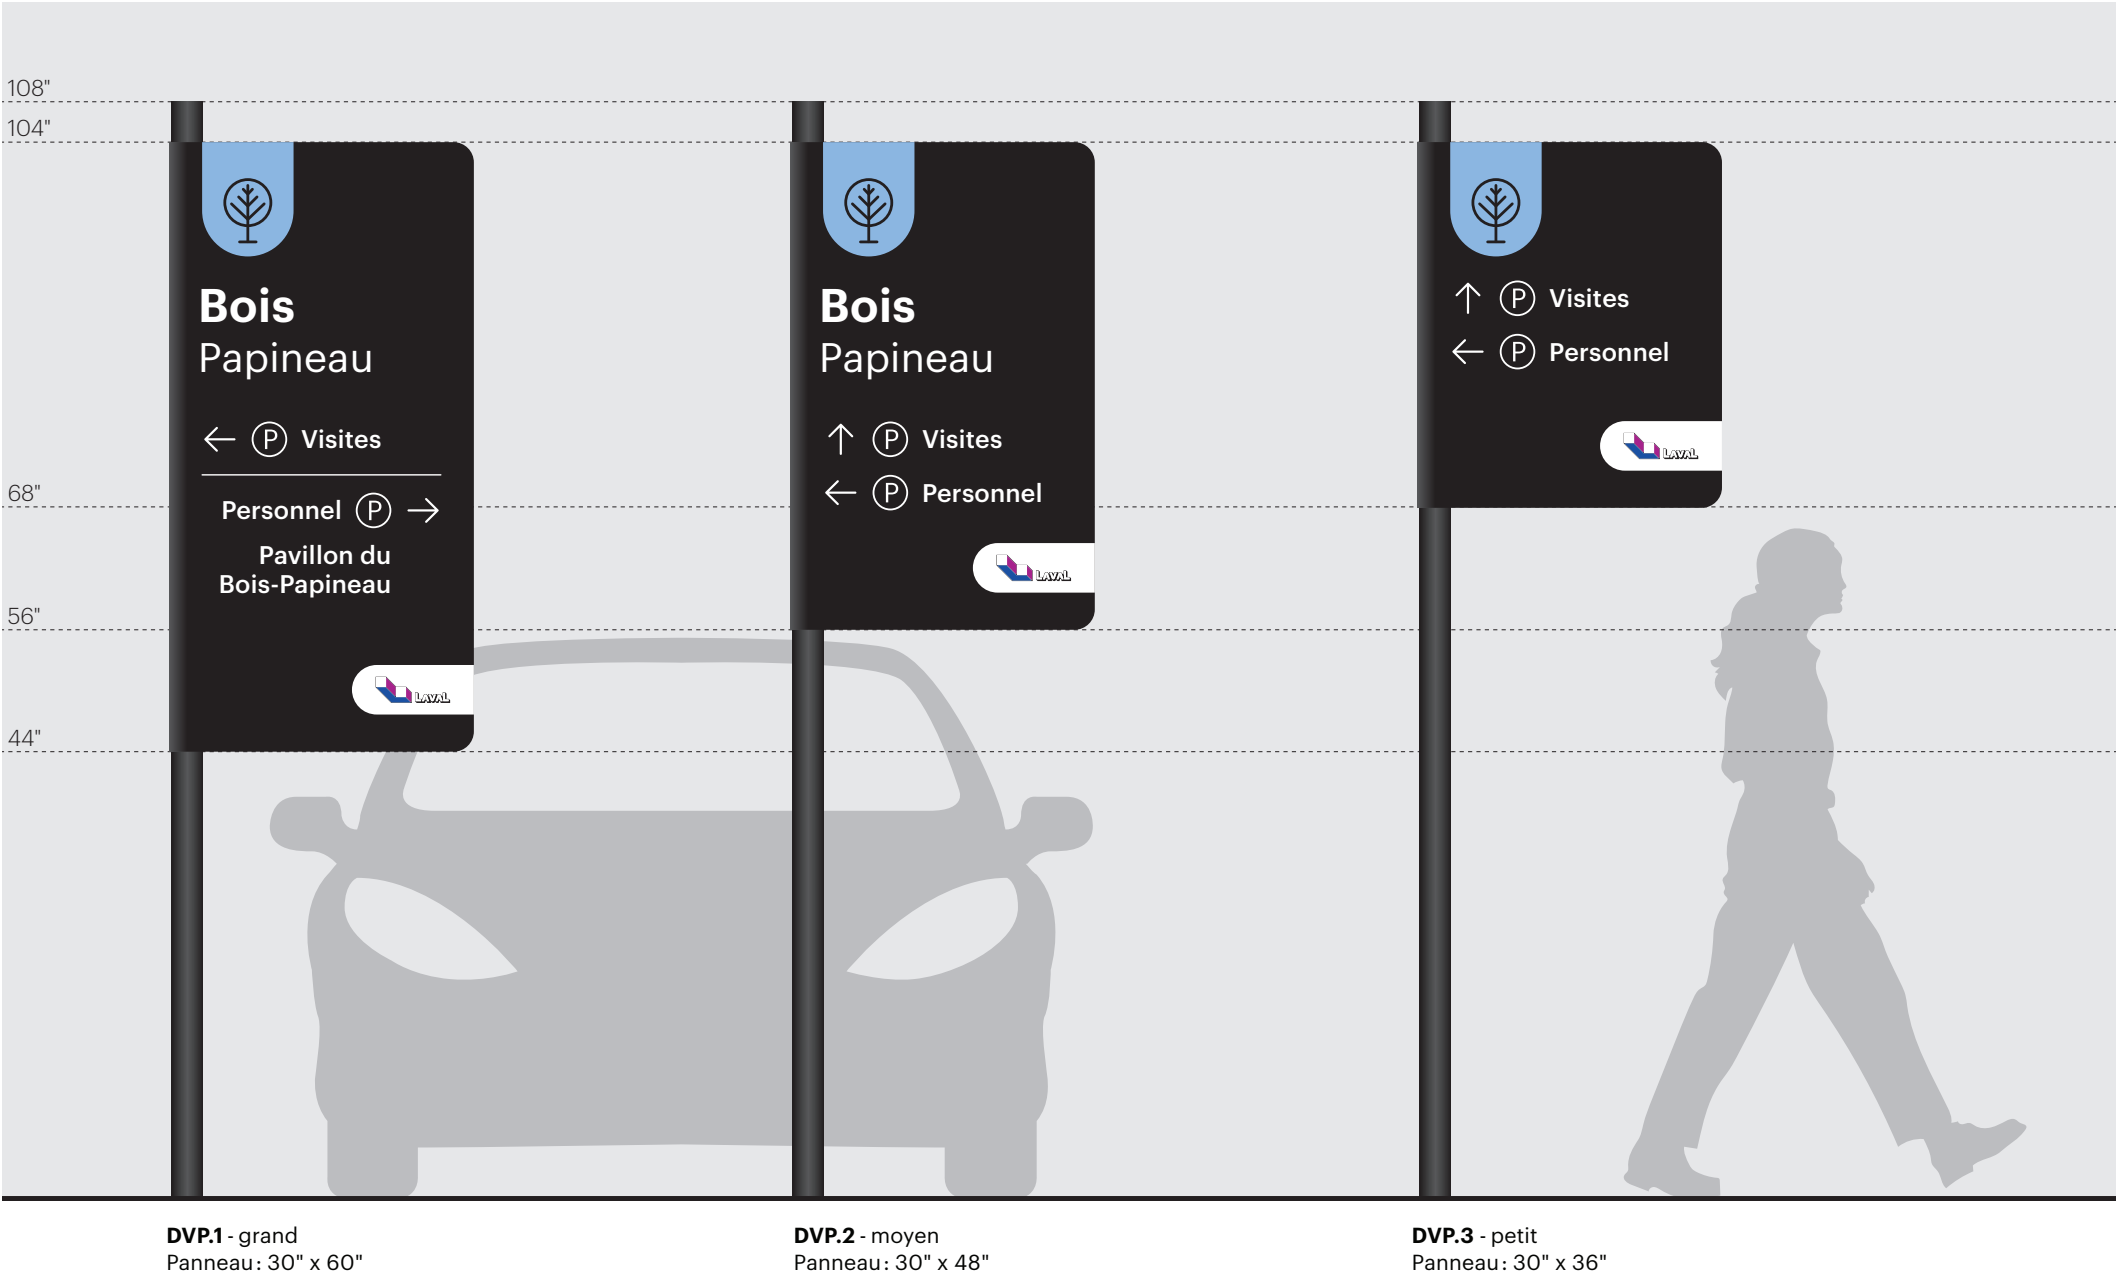 108"
104"
68"
56"
44"
Bois
Papineau
← P Visites
Personnel P →
Pavillon du
Bois-Papineau
LAVAL
Bois
Papineau
↑ P Visites
← P Personnel
LAVAL
↑ P Visites
← P Personnel
LAVAL
DVP.1 - grand
Panneau : 30" x 60"
DVP.2 - moyen
Panneau : 30" x 48"
DVP.3 - petit
Panneau : 30" x 36"